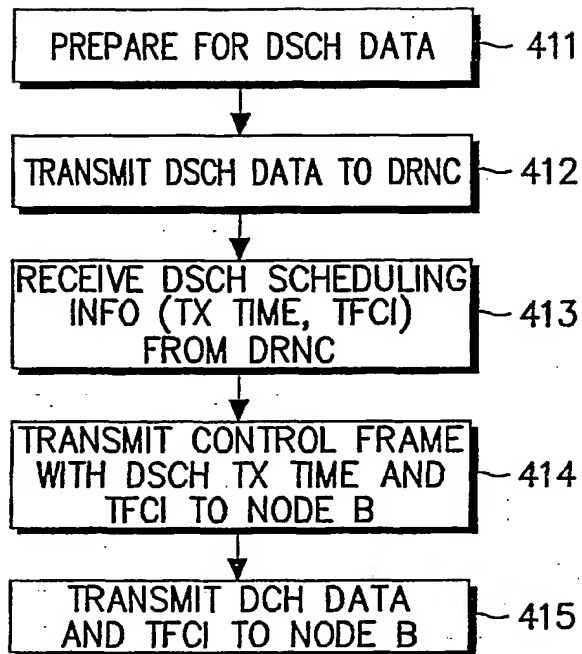 PREPARE FOR DSCH DATA
411
TRANSMIT DSCH DATA TO DRNC
412
RECEIVE DSCH SCHEDULING
INFO (TX TIME, TFCI)
FROM DRNC
413
TRANSMIT CONTROL FRAME
WITH DSCH TX TIME AND
TFCI TO NODE B
414
TRANSMIT DCH DATA
AND TFCI TO NODE B
415